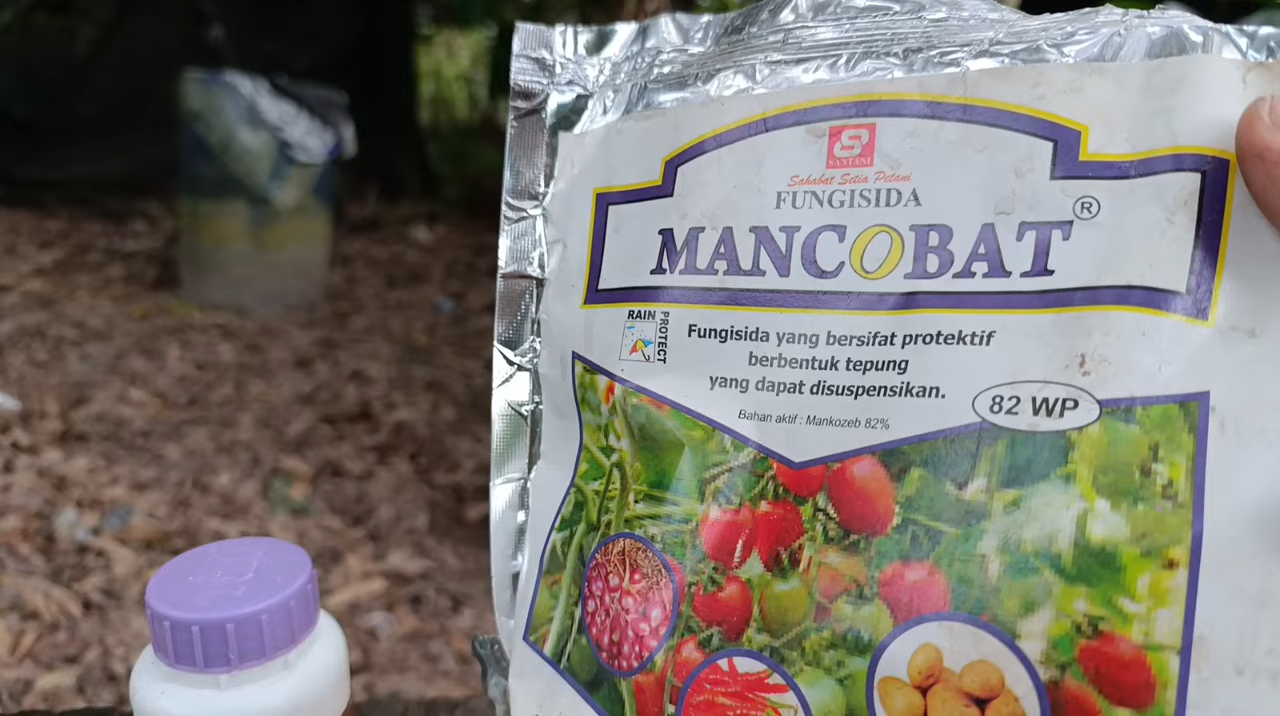 SANTANI
Sahabat Setia Petani
FUNGISIDA
MANCOBAT ®
RAIN
PROTECT
Fungisida yang bersifat protektif
berbentuk tepung
yang dapat disuspensikan.
82 WP
Bahan aktif : Mankozeb 82%